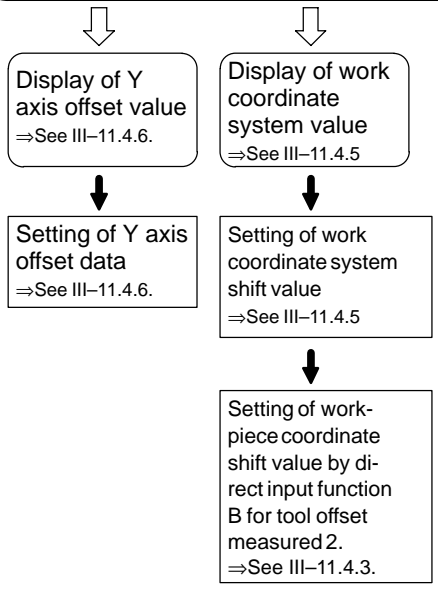 Display of Y
axis offset value
⇒See III–11.4.6.
Setting of Y axis
offset data
⇒See III–11.4.6.
Display of work
coordinate
system value
⇒See III–11.4.5
Setting of work
coordinate system
shift value
⇒See III–11.4.5
Setting of work-
piece coordinate
shift value by di-
rect input function
B for tool offset
measured 2.
⇒See III–11.4.3.